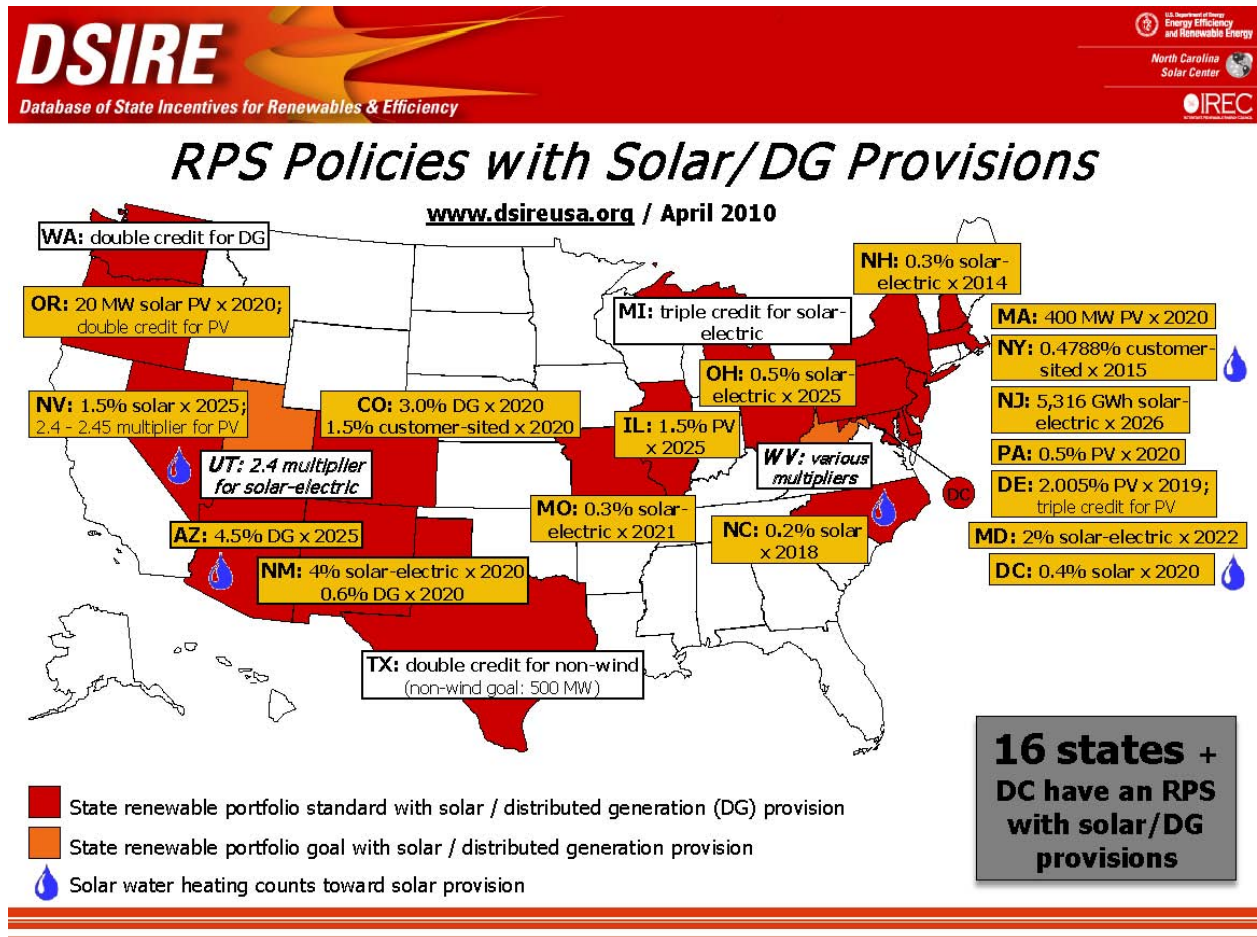 DSIRE
Database of State Incentives for Renewables & Efficiency
U.S. Department of Energy
Energy Efficiency
and Renewable Energy
North Carolina
Solar Center
IREC
RPS Policies with Solar/DG Provisions
www.dsireusa.org / April 2010
WA: double credit for DG
OR: 20 MW solar PV x 2020;
double credit for PV
NV: 1.5% solar x 2025;
2.4 - 2.45 multiplier for PV
UT: 2.4 multiplier
for solar-electric
AZ: 4.5% DG x 2025
NM: 4% solar-electric x 2020
0.6% DG x 2020
CO: 3.0% DG x 2020
1.5% customer-sited x 2020
TX: double credit for non-wind
(non-wind goal: 500 MW)
MO: 0.3% solar-
electric x 2021
IL: 1.5% PV
x 2025
MI: triple credit for solar-
electric
OH: 0.5% solar-
electric x 2025
WV: various
multipliers
NC: 0.2% solar
x 2018
DC
NH: 0.3% solar-
electric x 2014
MA: 400 MW PV x 2020
NY: 0.4788% customer-
sited x 2015
NJ: 5,316 GWh solar-
electric x 2026
PA: 0.5% PV x 2020
DE: 2.005% PV x 2019;
triple credit for PV
MD: 2% solar-electric x 2022
DC: 0.4% solar x 2020
16 states +
DC have an RPS
with solar/DG
provisions
State renewable portfolio standard with solar / distributed generation (DG) provision
State renewable portfolio goal with solar / distributed generation provision
Solar water heating counts toward solar provision